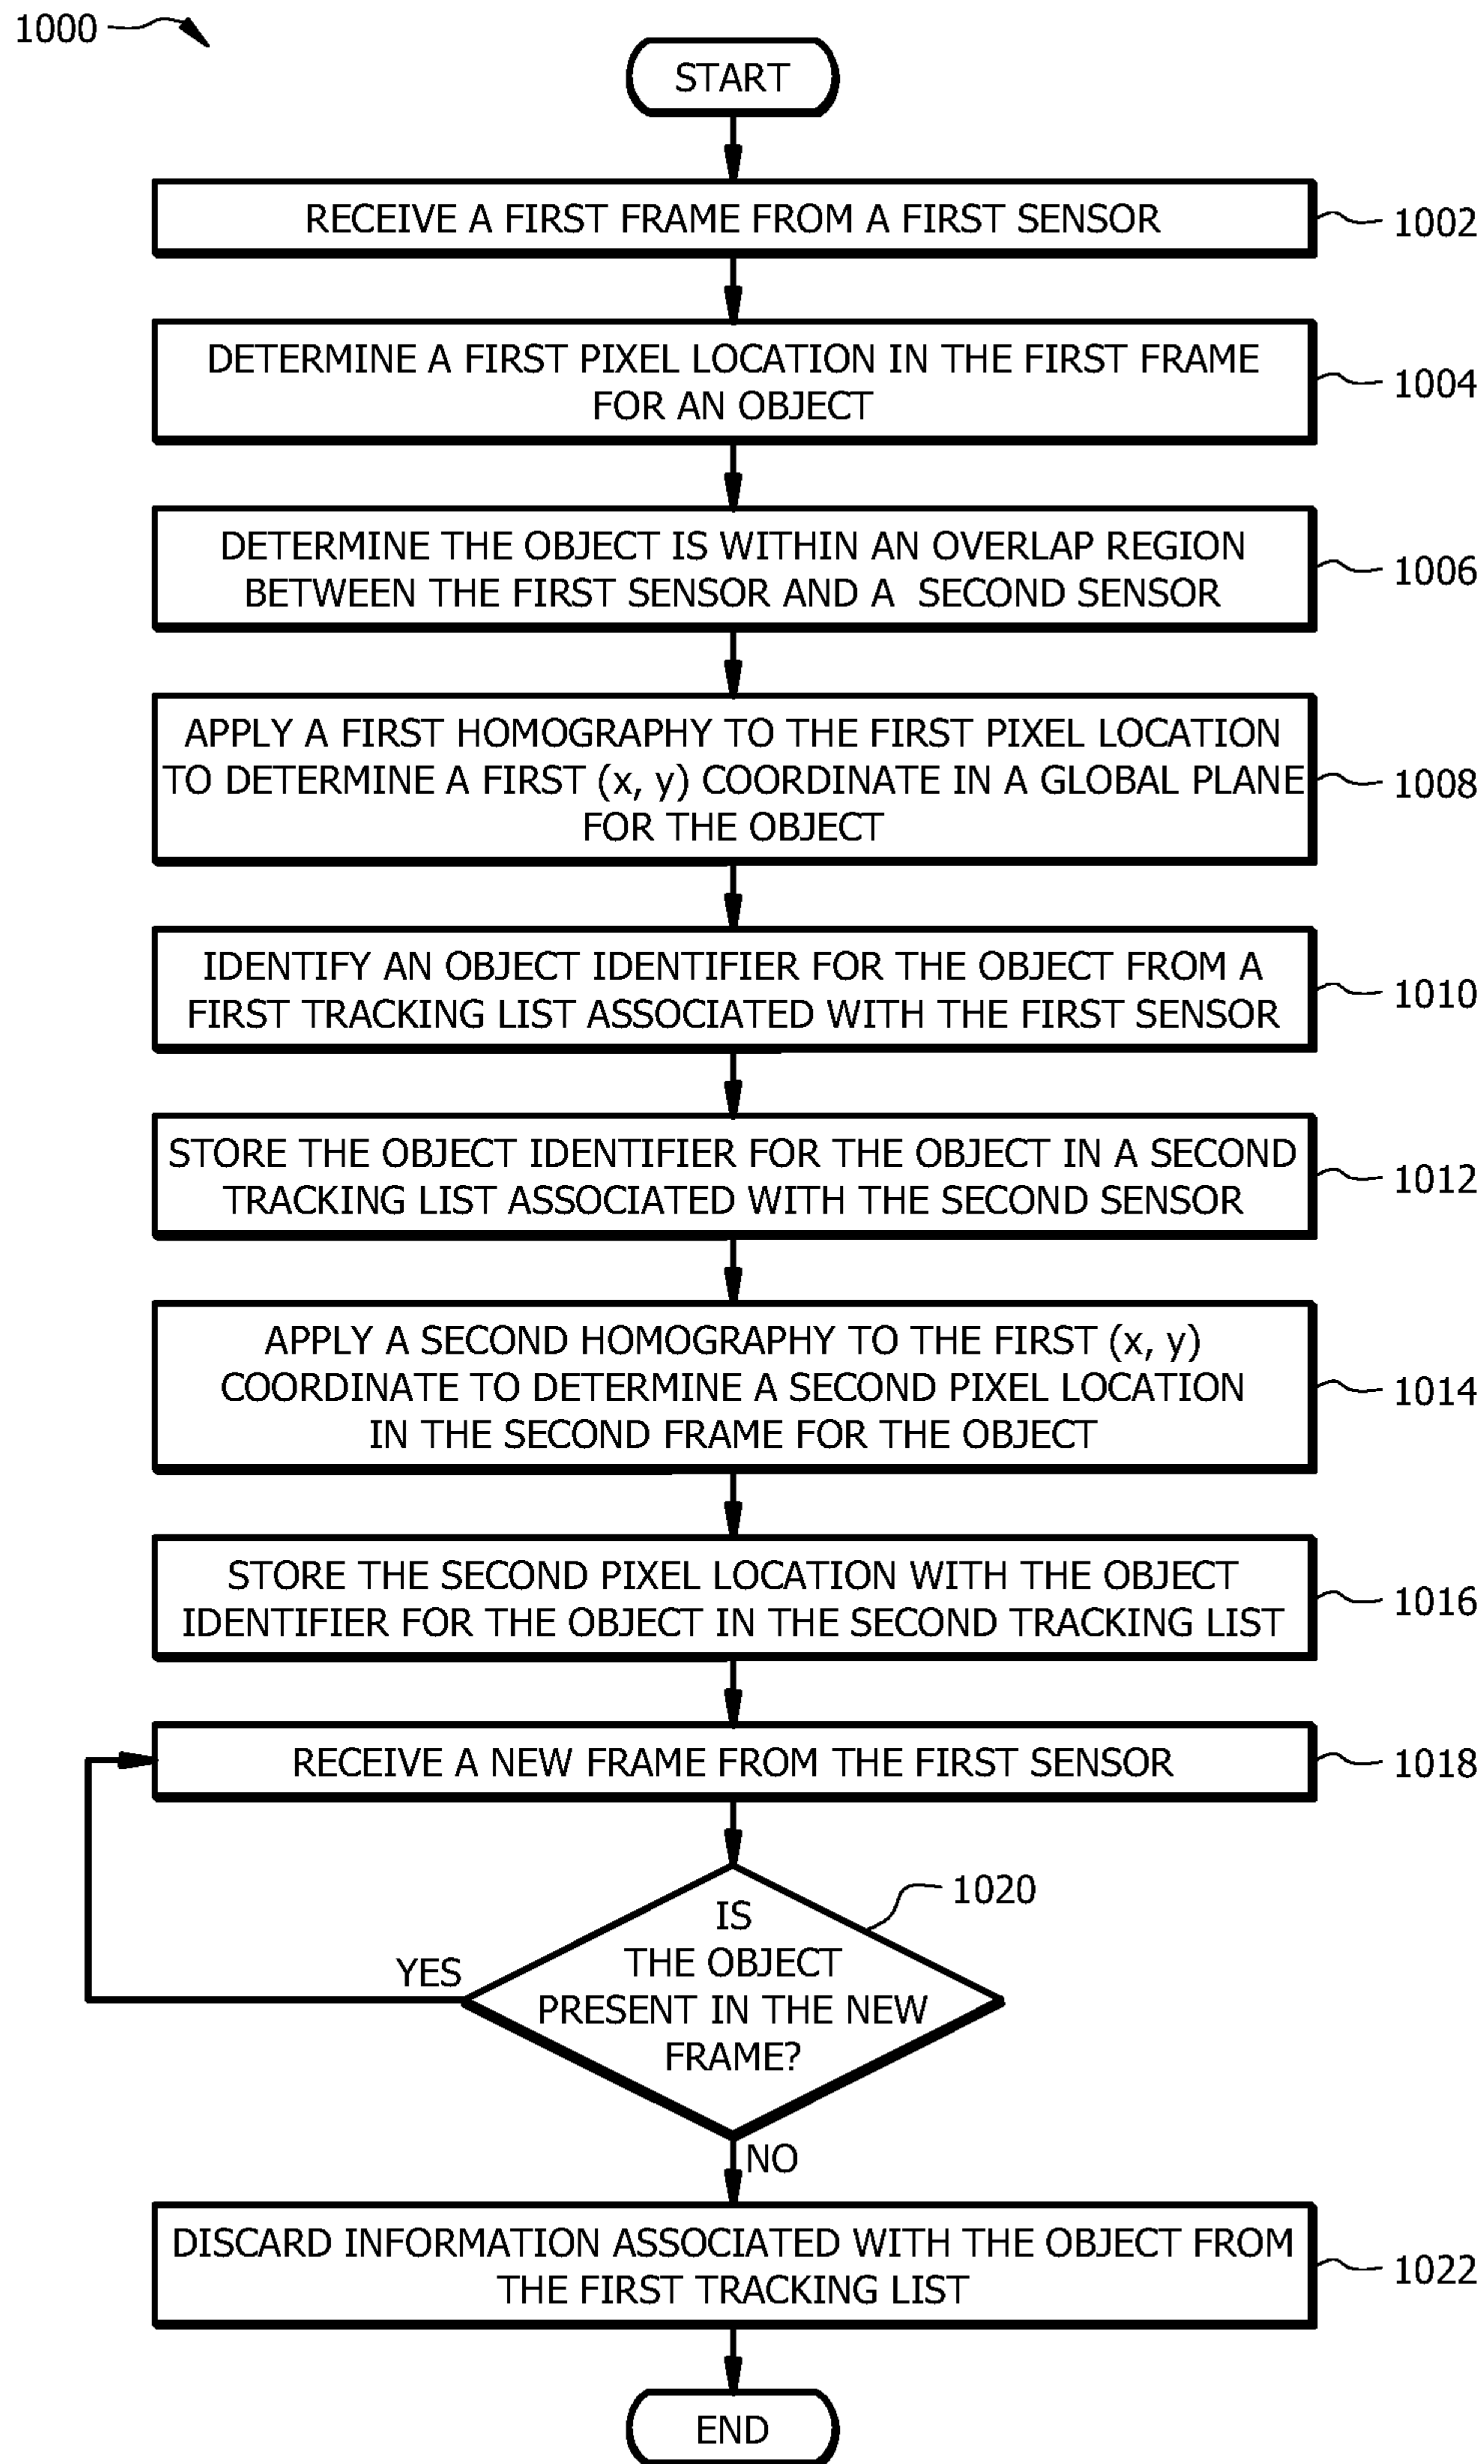 1000
START
RECEIVE A FIRST FRAME FROM A FIRST SENSOR
1002
DETERMINE A FIRST PIXEL LOCATION IN THE FIRST FRAME
FOR AN OBJECT
1004
DETERMINE THE OBJECT IS WITHIN AN OVERLAP REGION
BETWEEN THE FIRST SENSOR AND A SECOND SENSOR
1006
APPLY A FIRST HOMOGRAPHY TO THE FIRST PIXEL LOCATION
TO DETERMINE A FIRST (x, y) COORDINATE IN A GLOBAL PLANE
FOR THE OBJECT
1008
IDENTIFY AN OBJECT IDENTIFIER FOR THE OBJECT FROM A
FIRST TRACKING LIST ASSOCIATED WITH THE FIRST SENSOR
1010
STORE THE OBJECT IDENTIFIER FOR THE OBJECT IN A SECOND
TRACKING LIST ASSOCIATED WITH THE SECOND SENSOR
1012
APPLY A SECOND HOMOGRAPHY TO THE FIRST (x, y)
COORDINATE TO DETERMINE A SECOND PIXEL LOCATION
IN THE SECOND FRAME FOR THE OBJECT
1014
STORE THE SECOND PIXEL LOCATION WITH THE OBJECT
IDENTIFIER FOR THE OBJECT IN THE SECOND TRACKING LIST
1016
RECEIVE A NEW FRAME FROM THE FIRST SENSOR
1018
1020
IS
THE OBJECT
PRESENT IN THE NEW
FRAME?
YES
NO
DISCARD INFORMATION ASSOCIATED WITH THE OBJECT FROM
THE FIRST TRACKING LIST
1022
END